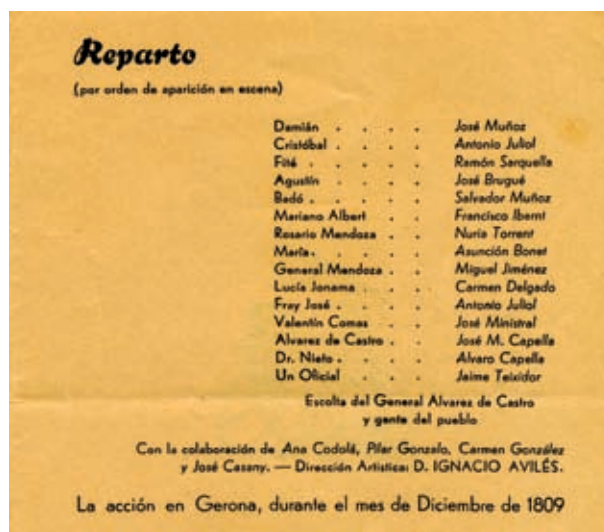 Reparto
(por orden de aparición en escena)
Damián . . . . José Muñoz
Cristóbal . . . . Antonio Juliol
Fité . . . . Ramón Sarquella
Agustín . . . . José Brugué
Badó . . . . Salvador Muñoz
Mariano Albert . . Francisco Ibernt
Rosario Mendoza . . Nuria Torrent
María . . . . Asunción Bonet
General Mendoza . . Miguel Jiménez
Lucía Jonama . . . Carmen Delgado
Fray José . . . . Antonio Juliol
Valentín Comas . . José Ministral
Alvarez de Castro . . José M. Capella
Dr. Nieto . . . . Alvaro Capella
Un Oficial . . . Jaime Teixidor
Escolta del General Alvarez de Castro
y gente del pueblo
Con la colaboración de Ana Codolá, Pilar Gonzalo, Carmen González
y José Casany. — Dirección Artística: D. IGNACIO AVILÉS.
La acción en Gerona, durante el mes de Diciembre de 1809